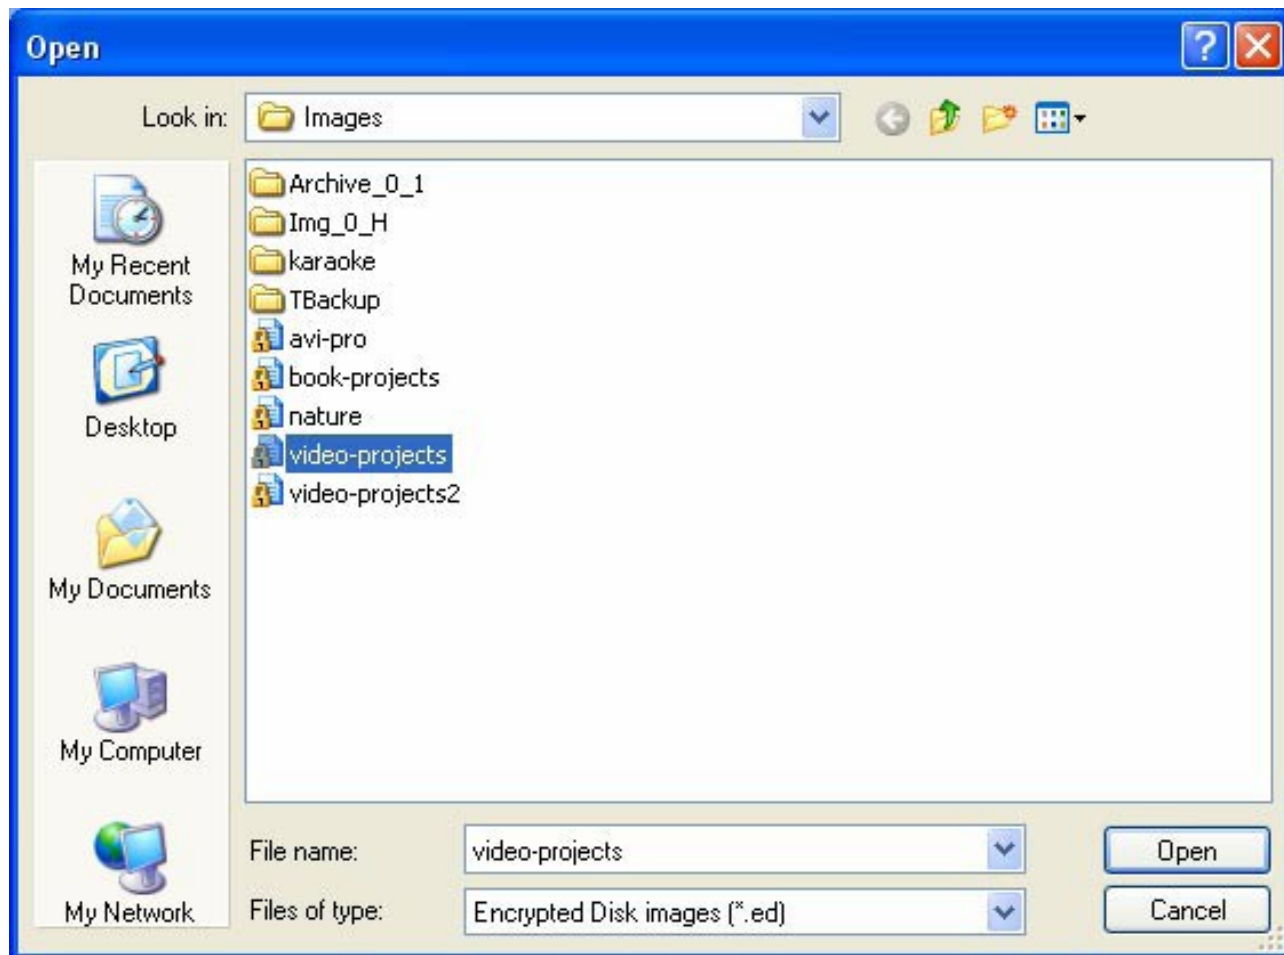 Open
Look in:
Images
My Recent
Documents
Desktop
My Documents
My Computer
My Network
Archive_0_1
Img_0_H
karaoke
TBackup
avi-pro
book-projects
nature
video-projects
video-projects2
File name:
video-projects
Open
Files of type:
Encrypted Disk images (*.ed)
Cancel